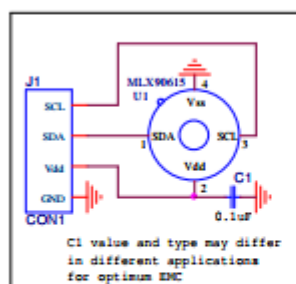 J1
MLX90615
U1
4
Vss
SCL
SDA
1
SDA
SCL
3
Vdd
Vdd
2
C1
GND
0.1uF
CON1
C1 value and type may differ
in different applications
for optimum EMC